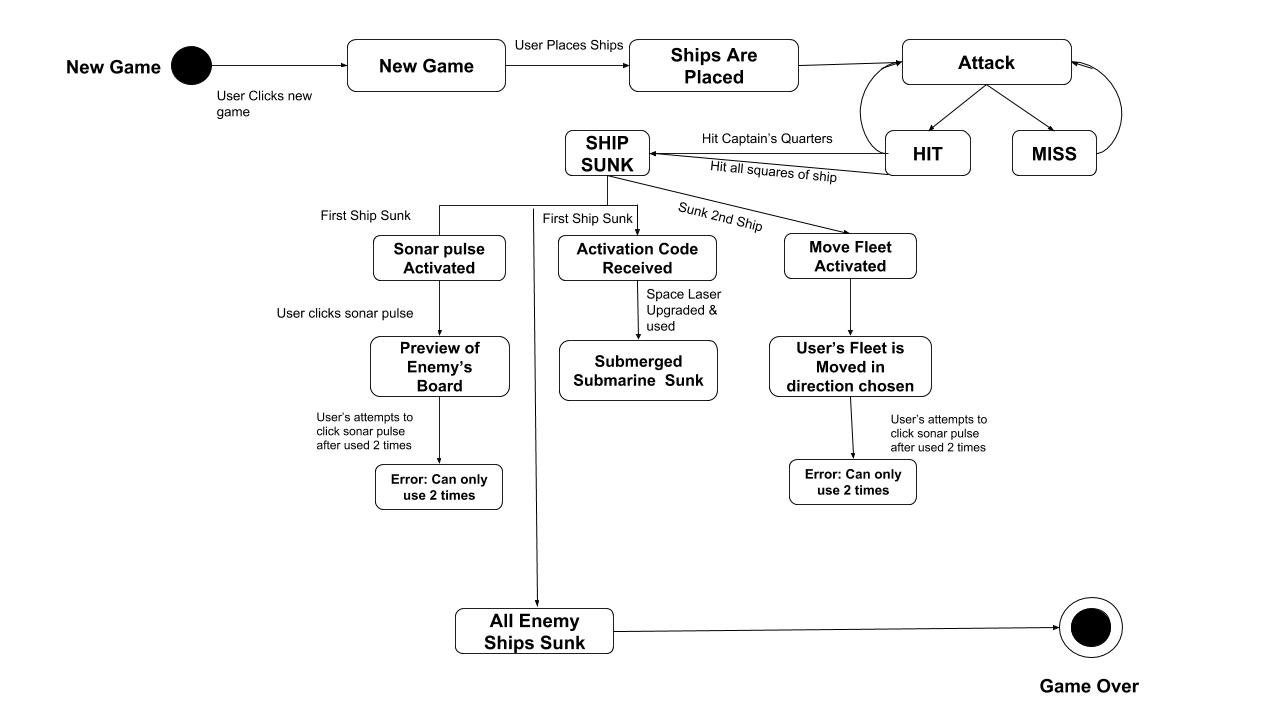 New Game
User Clicks new
game
New Game
User Places Ships
Ships Are
Placed
Attack
HIT
MISS
Hit Captain's Quarters
Hit all squares of ship
SHIP
SUNK
First Ship Sunk
First Ship Sunk
Sunk 2nd Ship
Sonar pulse
Activated
Activation Code
Received
Move Fleet
Activated
User clicks sonar pulse
Space Laser
Upgraded &
used
Preview of
Enemy's
Board
Submerged
Submarine Sunk
User's Fleet is
Moved in
direction chosen
User's attempts to
click sonar pulse
after used 2 times
User's attempts to
click sonar pulse
after used 2 times
Error: Can only
use 2 times
Error: Can only
use 2 times
All Enemy
Ships Sunk
Game Over